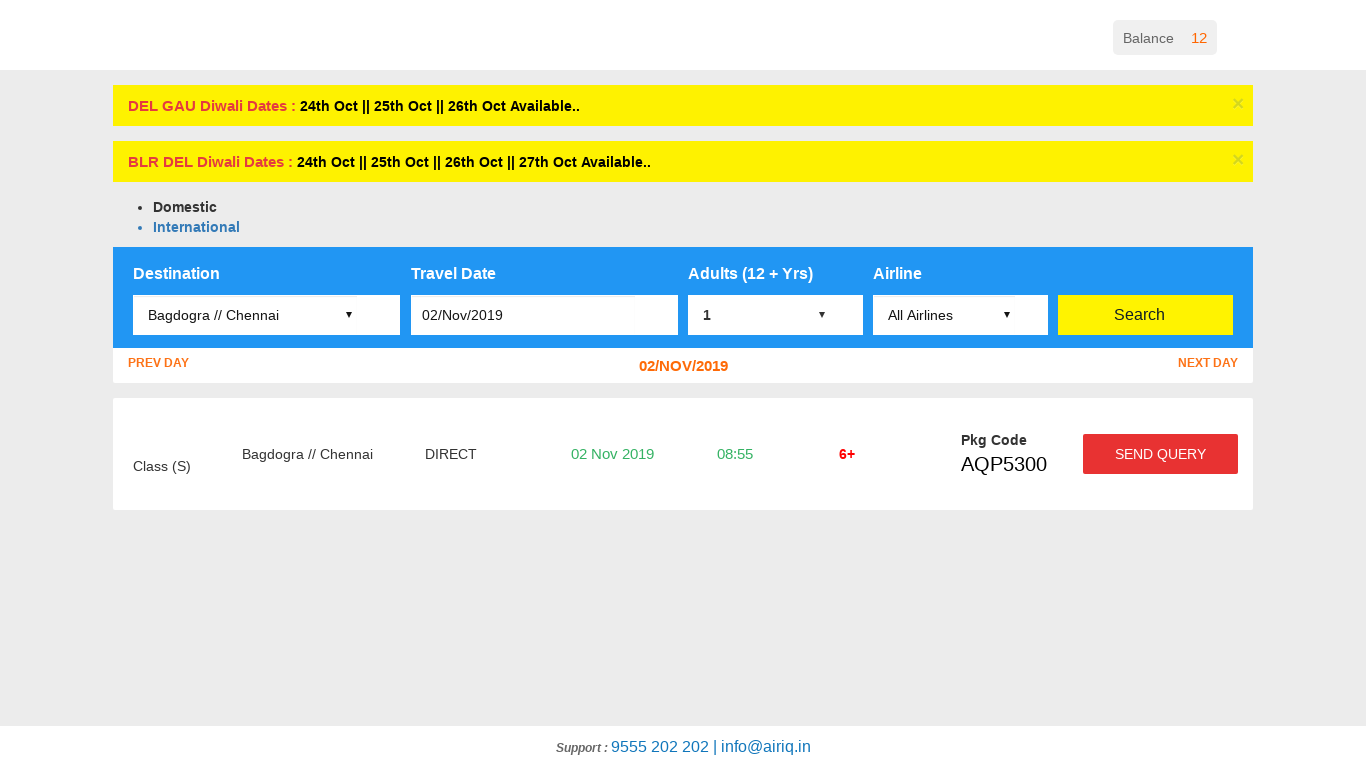 Balance 12
DEL GAU Diwali Dates : 24th Oct || 25th Oct || 26th Oct Available..
×
BLR DEL Diwali Dates : 24th Oct || 25th Oct || 26th Oct || 27th Oct Available..
×
• Domestic
• International
Destination Travel Date Adults (12 + Yrs) Airline
Bagdogra // Chennai 02/Nov/2019 1 All Airlines Search
PREV DAY 02/NOV/2019 NEXT DAY
Class (S) Bagdogra // Chennai DIRECT 02 Nov 2019 08:55 6+
Pkg Code
AQP5300
SEND QUERY
Support : 9555 202 202 | info@airiq.in